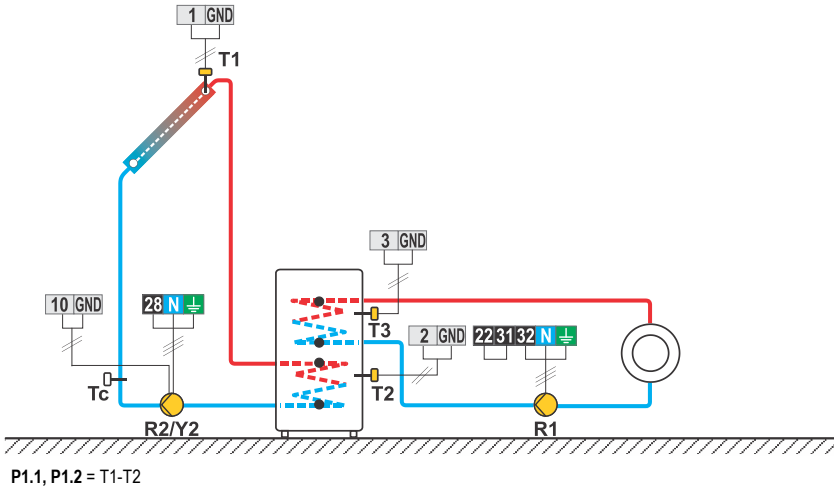 1 GND
T1
3 GND
10 GND
28 N
T3
2 GND
22 31 32 N
Tc
T2
R2/Y2
R1
P1.1, P1.2 = T1-T2